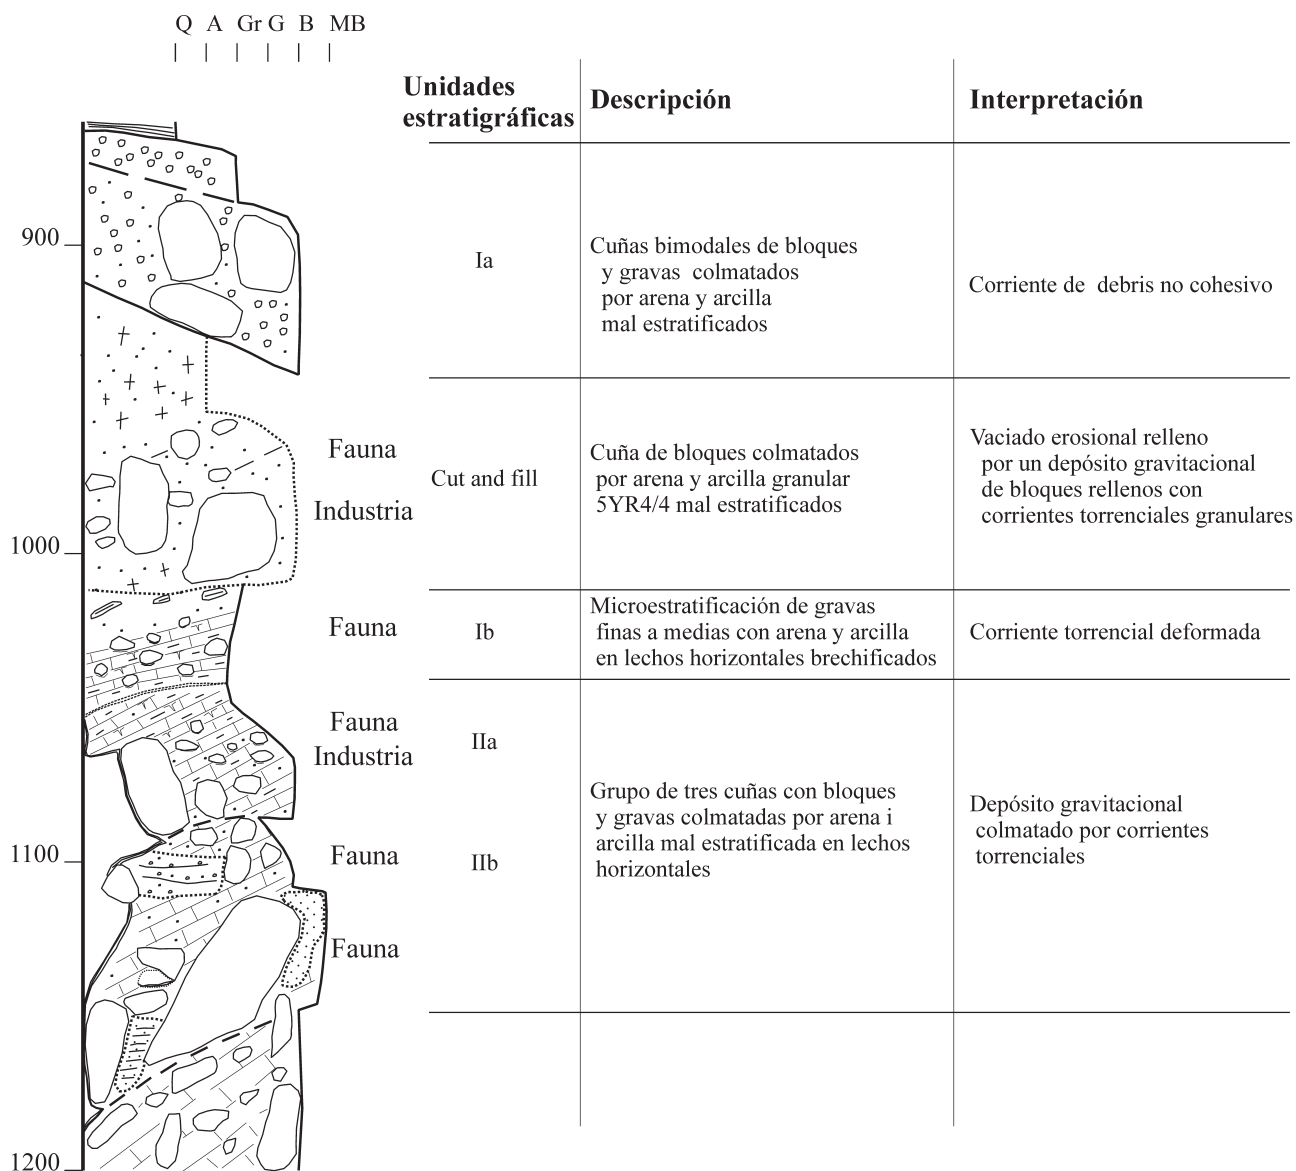 Q A Gr G B MB
Unidades
estratigráficas
Descripción
Interpretación
900
Ia
Cuñas bimodales de bloques
y gravas colmatados
por arena y arcilla
mal estratificados
Corriente de debris no cohesivo
Fauna
Industria
Cut and fill
Cuña de bloques colmatados
por arena y arcilla granular
5YR4/4 mal estratificados
Vaciado erosional relleno
por un depósito gravitacional
de bloques rellenos con
corrientes torrenciales granulares
1000
Fauna
Ib
Microestratificación de gravas
finas a medias con arena y arcilla
en lechos horizontales brechificados
Corriente torrencial deformada
Fauna
Industria
IIa
Grupo de tres cuñas con bloques
y gravas colmatadas por arena i
arcilla mal estratificada en lechos
horizontales
Depósito gravitacional
colmatado por corrientes
torrenciales
1100
Fauna
IIb
Fauna
1200